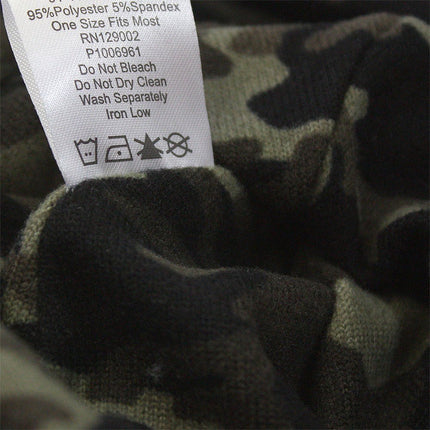 95%Polyester 5%Spandex
One Size Fits Most
RN129002
P1006961
Do Not Bleach
Do Not Dry Clean
Wash Separately
Iron Low